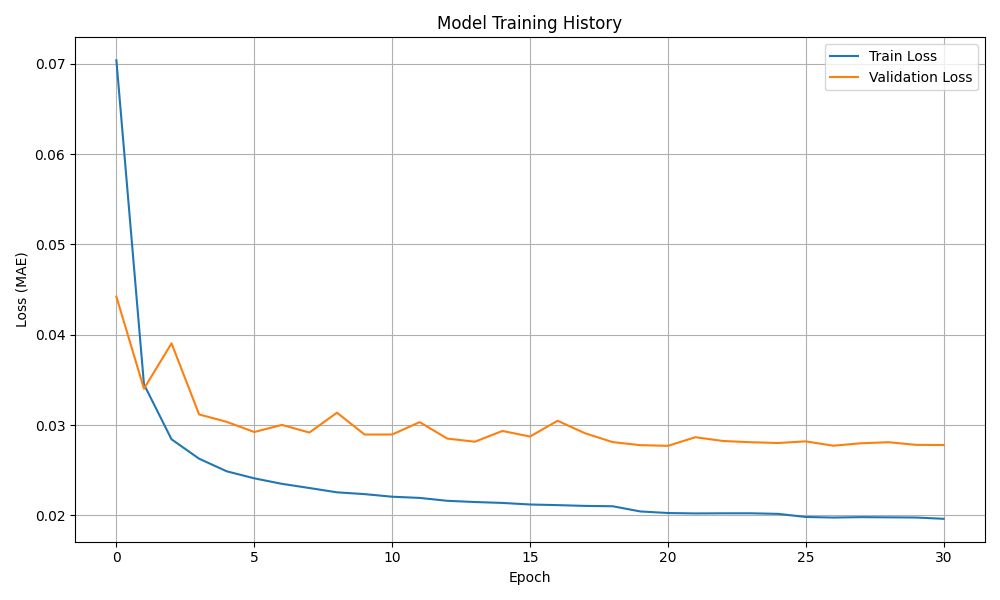 Model Training History
Train Loss
Validation Loss
0.07
0.06
0.05
0.04
0.03
0.02
Loss (MAE)
0 5 10 15 20 25 30
Epoch